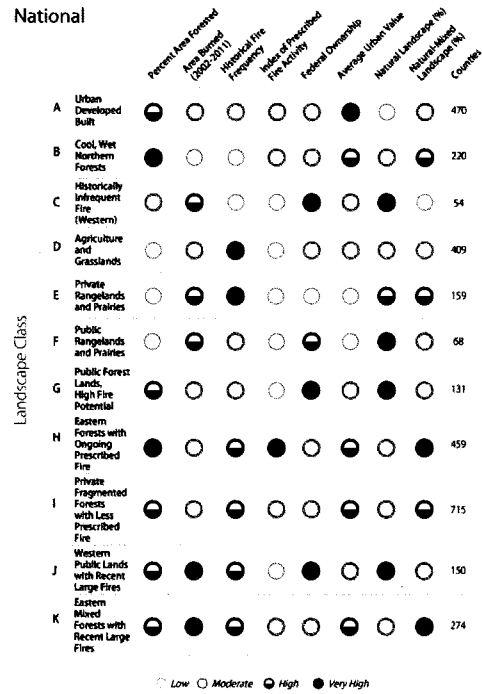 National
Percent Area Forested
Area Burned
(2002-2011)
Historical Fire
Frequency
Index of Prescribed
Fire Activity
Federal Ownership
Average Urban Value
Natural Landscape (%)
Natural-Mixed
Landscape (%)
Counties
Landscape Class
A
Urban
Developed
Built
470
B
Cool, Wet
Northern
Forests
220
C
Historically
Infrequent
Fire
(Western)
54
D
Agriculture
and
Grasslands
409
E
Private
Rangelands
and Prairies
159
F
Public
Rangelands
and Prairies
68
G
Public Forest
Lands,
High Fire
Potential
131
H
Eastern
Forests with
Ongoing
Prescribed
Fire
459
I
Private
Fragmented
Forests
with Less
Prescribed
Fire
715
J
Western
Public Lands
with Recent
Large Fires
150
K
Eastern
Mixed
Forests with
Recent Large
Fires
274
Low Moderate High Very High